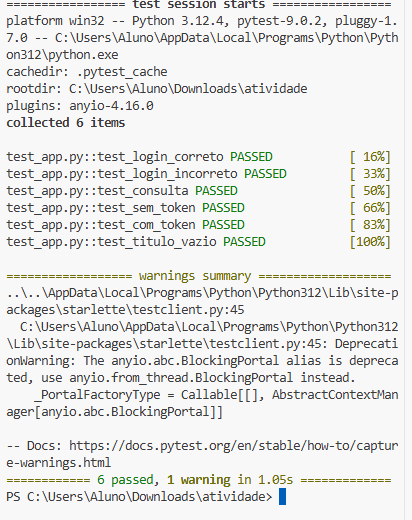 ================= test session starts ==================
platform win32 -- Python 3.12.4, pytest-9.0.2, pluggy-1.
7.0 -- C:\Users\Aluno\AppData\Local\Programs\Python\Pyth
on312\python.exe
cachedir: .pytest_cache
rootdir: C:\Users\Aluno\Downloads\atividade
plugins: anyio-4.16.0
collected 6 items

test_app.py::test_login_correto PASSED           [ 16%]
test_app.py::test_login_incorreto PASSED         [ 33%]
test_app.py::test_consulta PASSED                [ 50%]
test_app.py::test_sem_token PASSED               [ 66%]
test_app.py::test_com_token PASSED               [ 83%]
test_app.py::test_titulo_vazio PASSED            [100%]

================== warnings summary ===================
..\..\AppData\Local\Programs\Python\Python312\Lib\site-p
ackages\starlette\testclient.py:45
  C:\Users\Aluno\AppData\Local\Programs\Python\Python312
\Lib\site-packages\starlette\testclient.py:45: Deprecati
onWarning: The anyio.abc.BlockingPortal alias is depreca
ted, use anyio.from_thread.BlockingPortal instead.
    _PortalFactoryType = Callable[[], AbstractContextMan
ager[anyio.abc.BlockingPortal]]

-- Docs: https://docs.pytest.org/en/stable/how-to/captur
e-warnings.html
============ 6 passed, 1 warning in 1.05s =============
PS C:\Users\Aluno\Downloads\atividade>